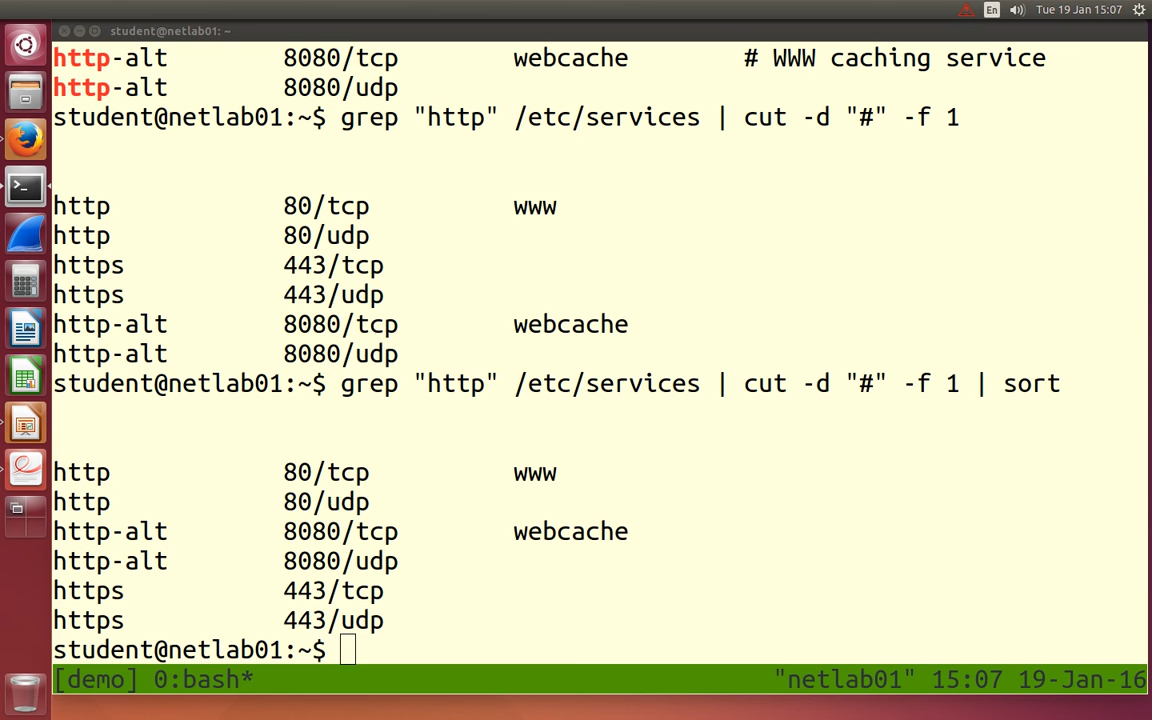 En Tue 19 Jan 15:07
student@netlab01: ~
http-alt 8080/tcp webcache # WWW caching service
http-alt 8080/udp
student@netlab01:~$ grep "http" /etc/services | cut -d "#" -f 1
http 80/tcp www
http 80/udp
https 443/tcp
https 443/udp
http-alt 8080/tcp webcache
http-alt 8080/udp
student@netlab01:~$ grep "http" /etc/services | cut -d "#" -f 1 | sort
http 80/tcp www
http 80/udp
http-alt 8080/tcp webcache
http-alt 8080/udp
https 443/tcp
https 443/udp
student@netlab01:~$
[demo] 0:bash* "netlab01" 15:07 19-Jan-16